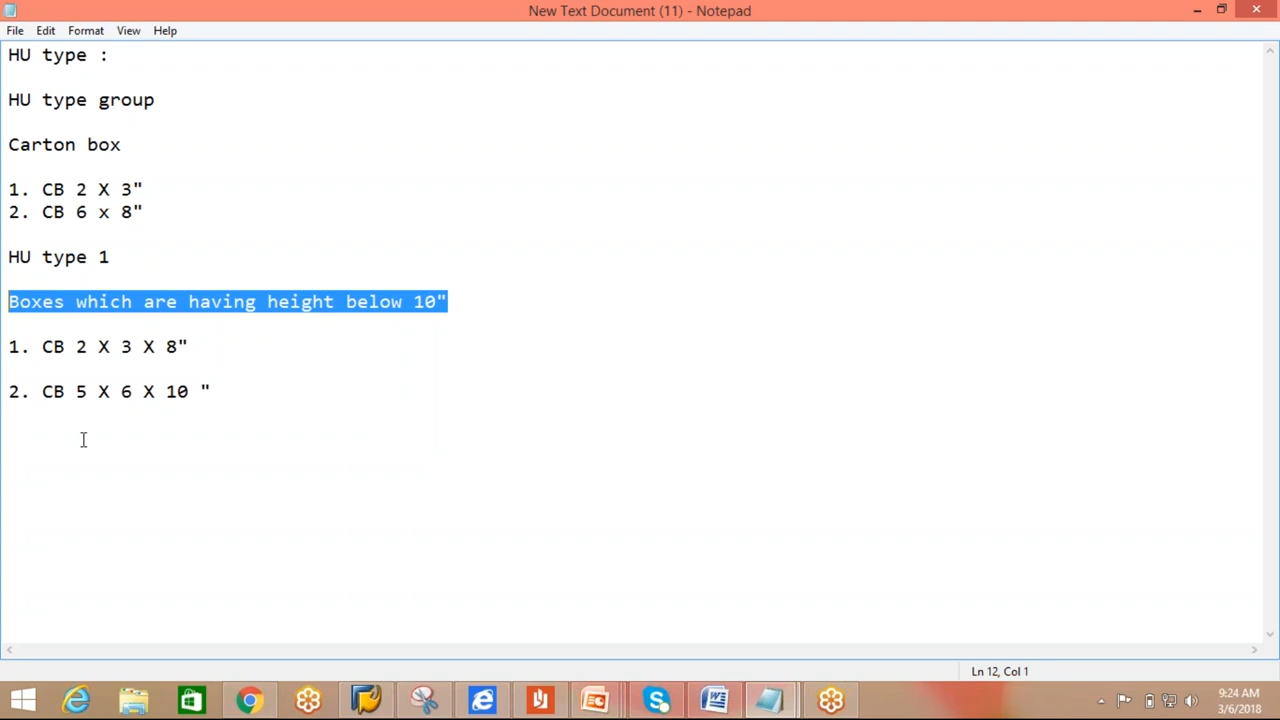 New Text Document (11) - Notepad
File Edit Format View Help
HU type :
HU type group
Carton box
1. CB 2 X 3"
2. CB 6 x 8"
HU type 1
Boxes which are having height below 10"
1. CB 2 X 3 X 8"
2. CB 5 X 6 X 10 "
Ln 12, Col 1
9:24 AM
3/6/2018